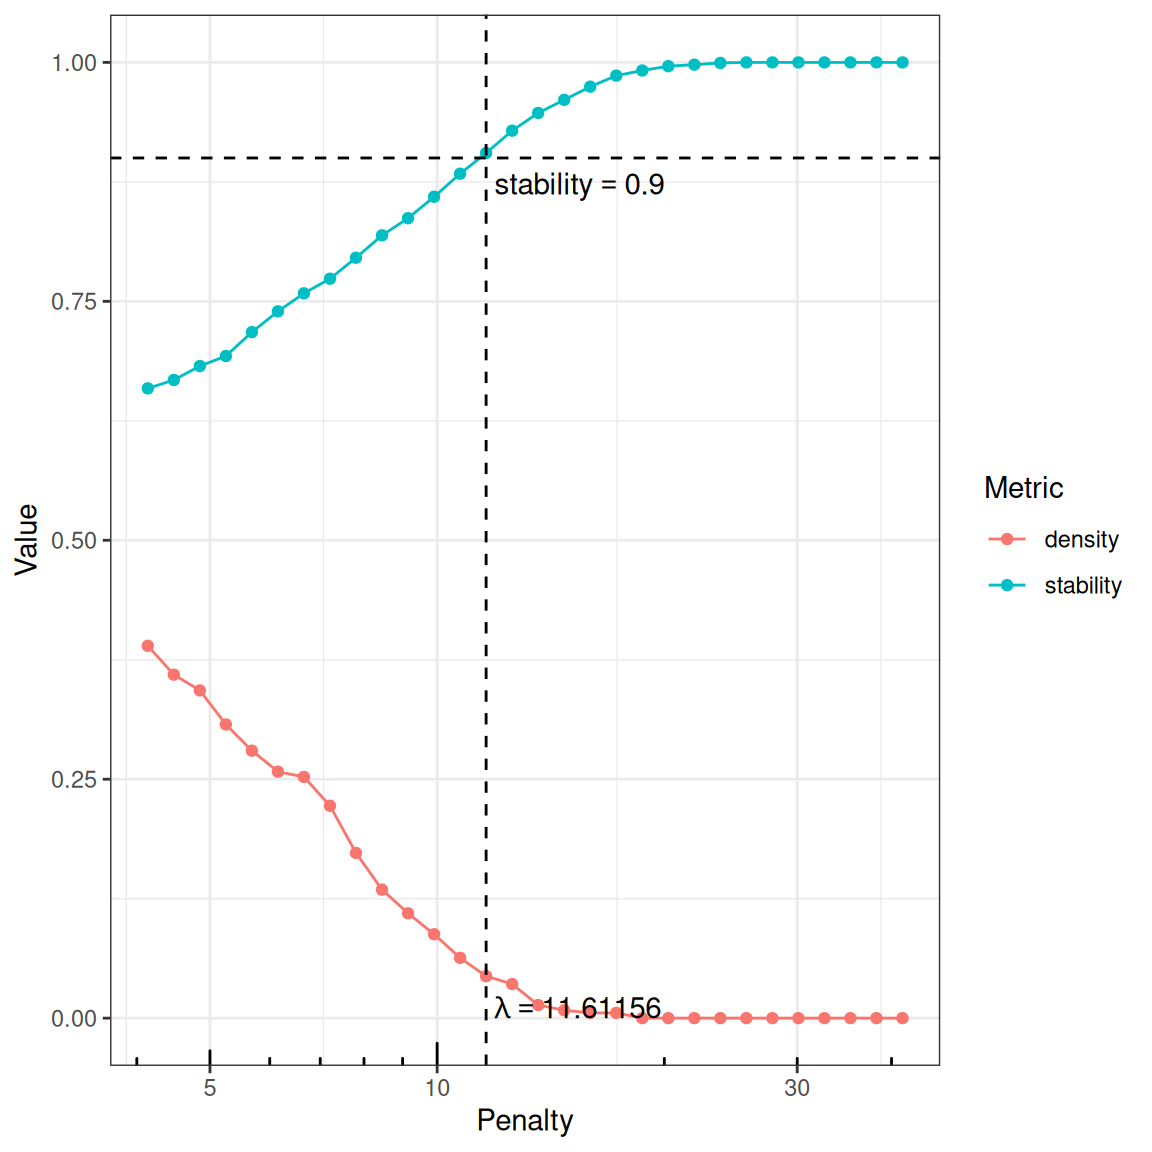 1.00
0.75
0.50
0.25
0.00
Value
stability = 0.9
λ = 11.61156
5
10
30
Penalty
Metric
density
stability